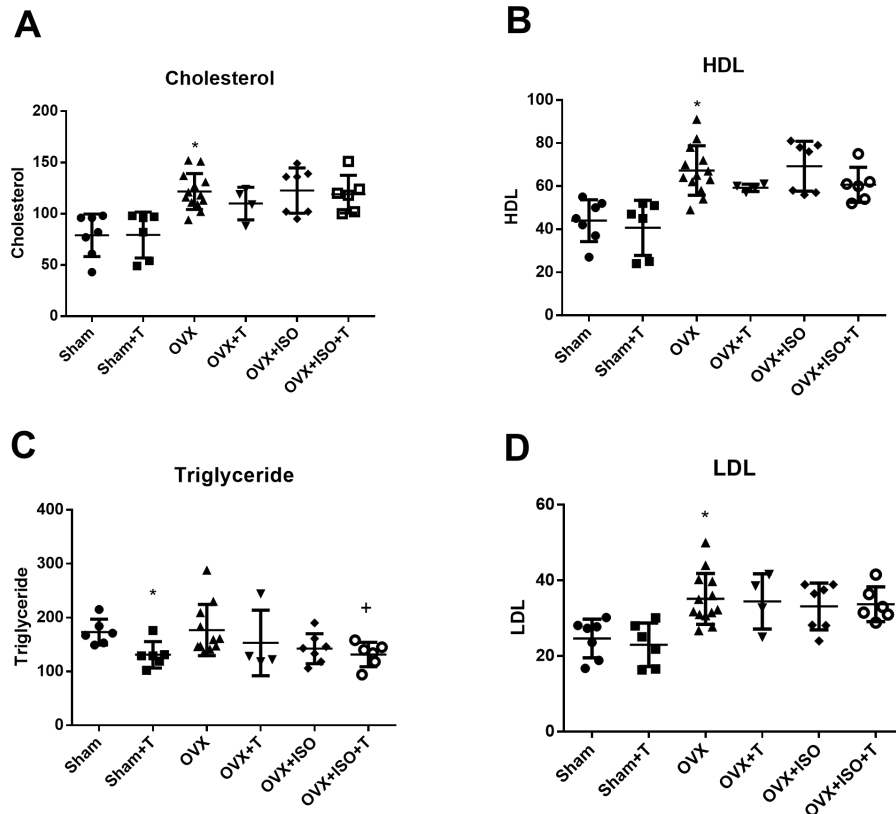 A
Cholesterol
Cholesterol
200
150
100
50
0
*
Sham
Sham+T
OVX
OVX+T
OVX+ISO
OVX+ISO+T
B
HDL
HDL
100
80
60
40
20
0
*
Sham
Sham+T
OVX
OVX+T
OVX+ISO
OVX+ISO+T
C
Triglyceride
Triglyceride
400
300
200
100
0
*
+
Sham
Sham+T
OVX
OVX+T
OVX+ISO
OVX+ISO+T
D
LDL
LDL
60
40
20
0
*
Sham
Sham+T
OVX
OVX+T
OVX+ISO
OVX+ISO+T